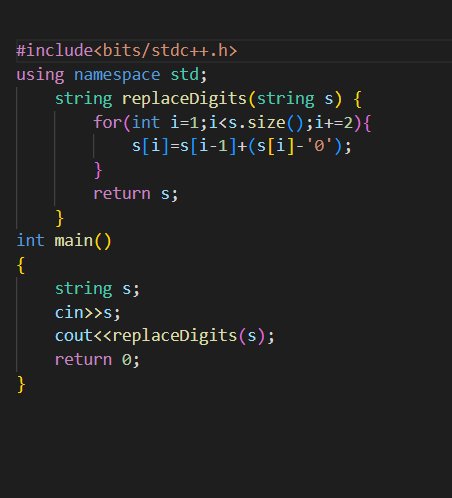 #include<bits/stdc++.h>
using namespace std;
    string replaceDigits(string s) {
        for(int i=1;i<s.size();i+=2){
            s[i]=s[i-1]+(s[i]-'0');
        }
        return s;
    }
int main()
{
    string s;
    cin>>s;
    cout<<replaceDigits(s);
    return 0;
}